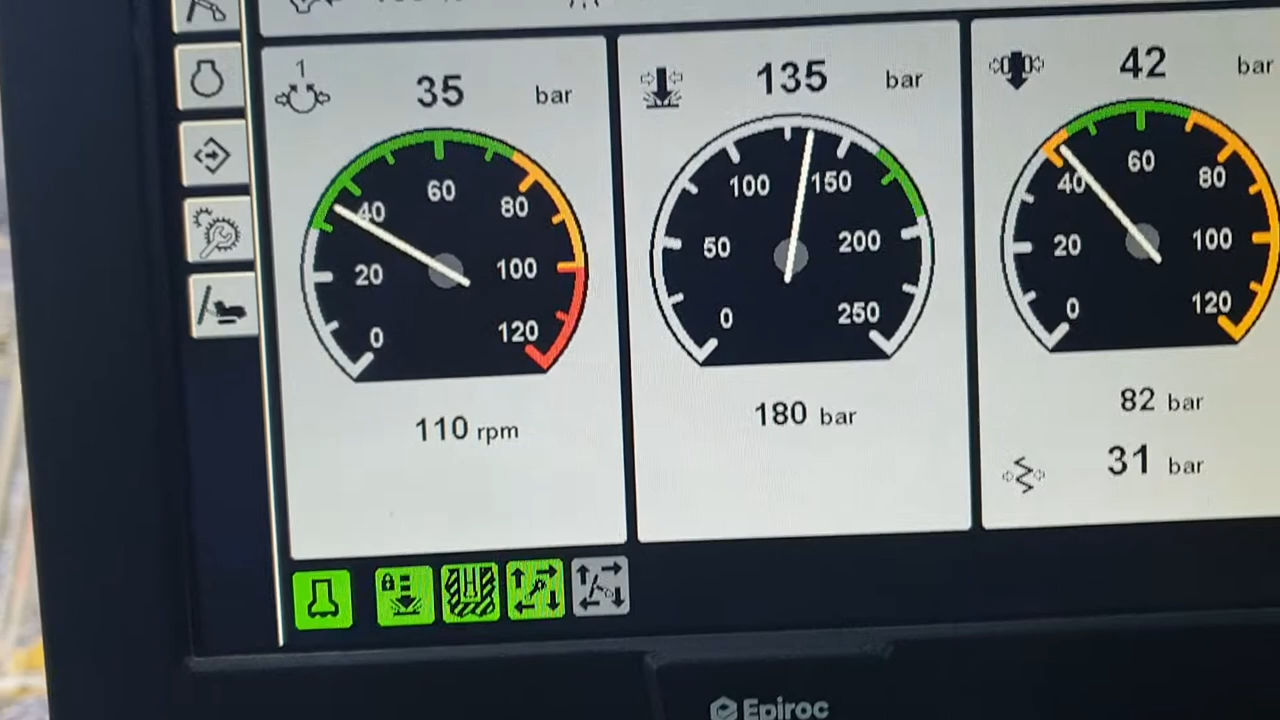 1
35 bar
60
40 80
20 100
0 120
110 rpm
135 bar
100 150
50 200
0 250
180 bar
42 bar
60
40 80
20 100
0 120
82 bar
31 bar
H
Epiroc